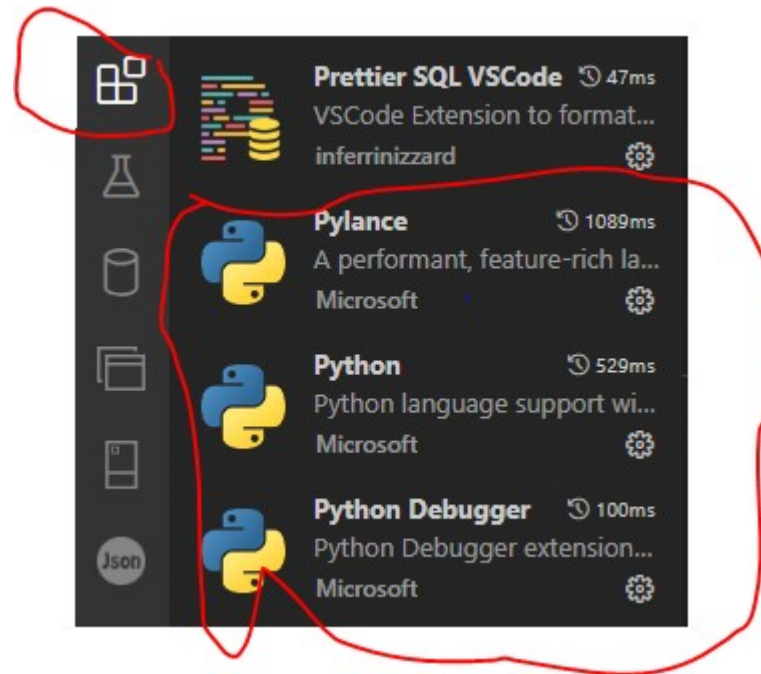 Prettier SQL VSCode 47ms
VSCode Extension to format...
inferrinizzard
Pylance 1089ms
A performant, feature-rich la...
Microsoft
Python 529ms
Python language support wi...
Microsoft
Python Debugger 100ms
Python Debugger extension...
Microsoft
Json